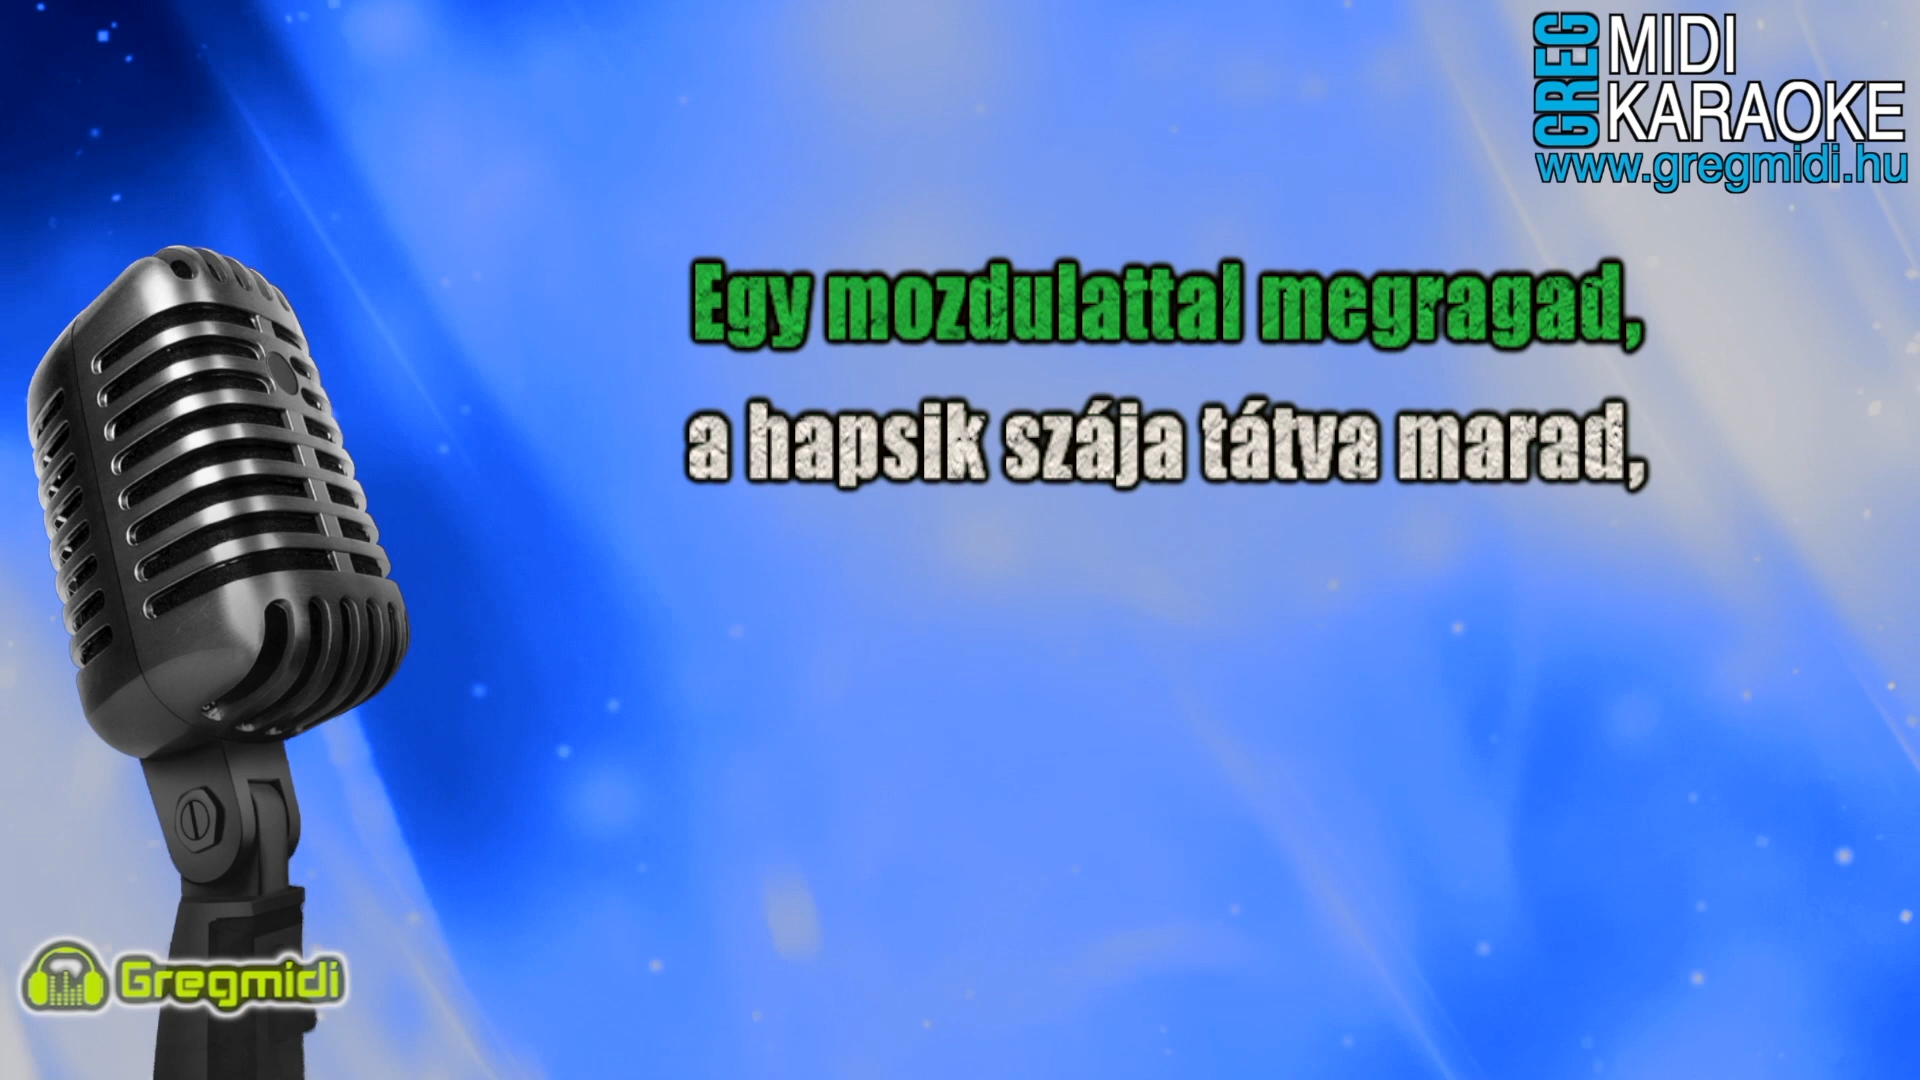 GREG MIDI
KARAOKE
www.gregmidi.hu
Egy mozdulattal megragad,
a hapsik szája tátva marad,
Gregmidi